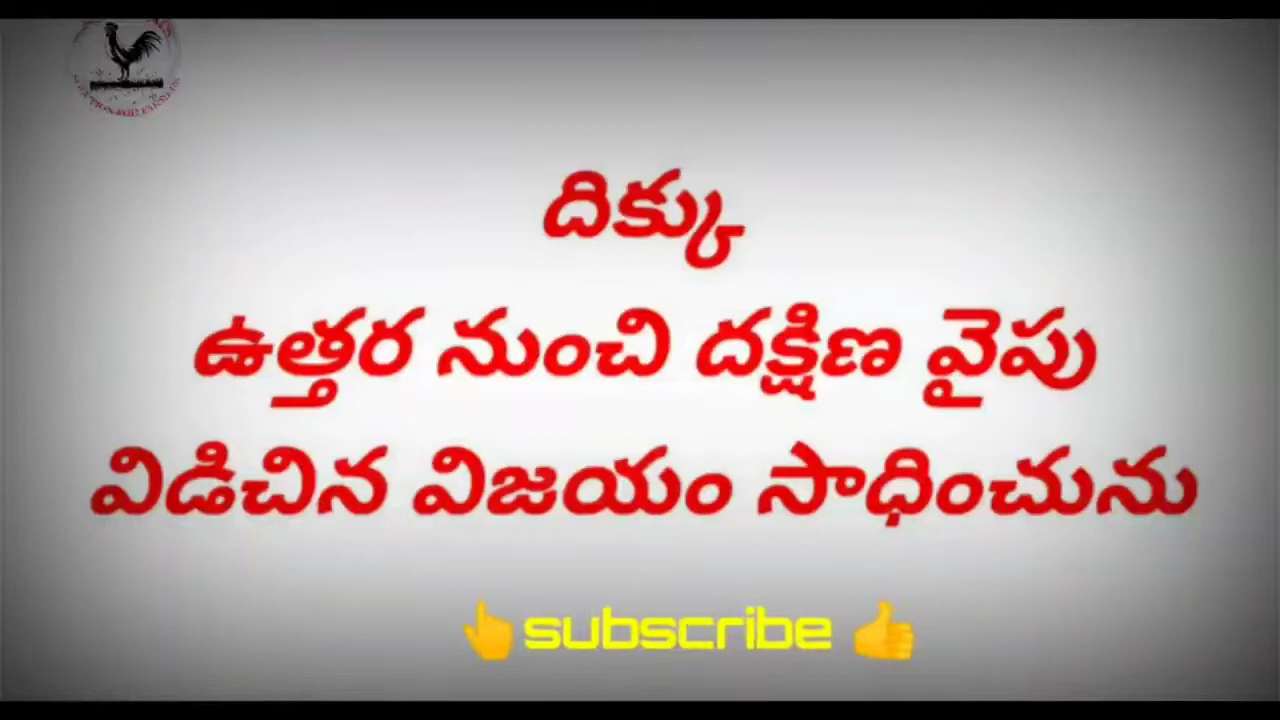 దిక్కు
ఉత్తర నుంచి దక్షిణ వైపు
విడిచిన విజయం సాధించును
subscribe